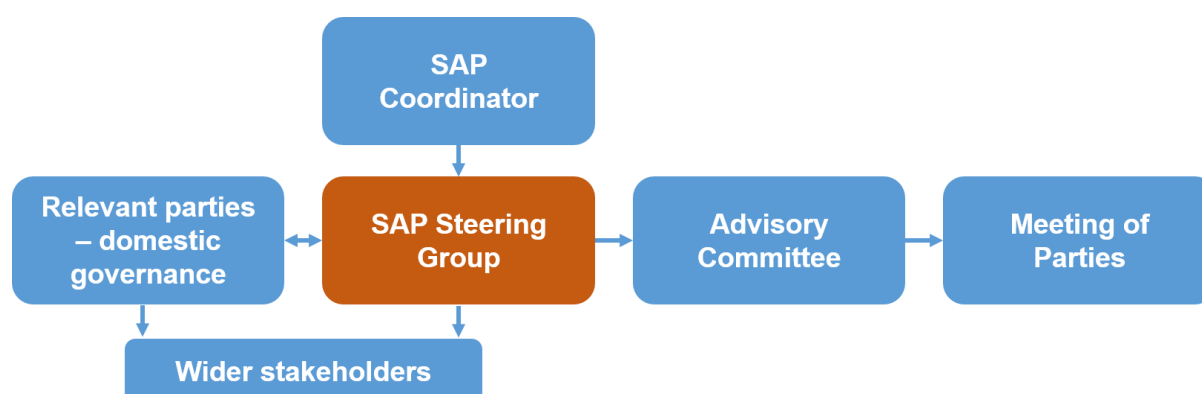 SAP
Coordinator
Relevant parties
– domestic
governance
SAP Steering
Group
Advisory
Committee
Meeting of
Parties
Wider stakeholders